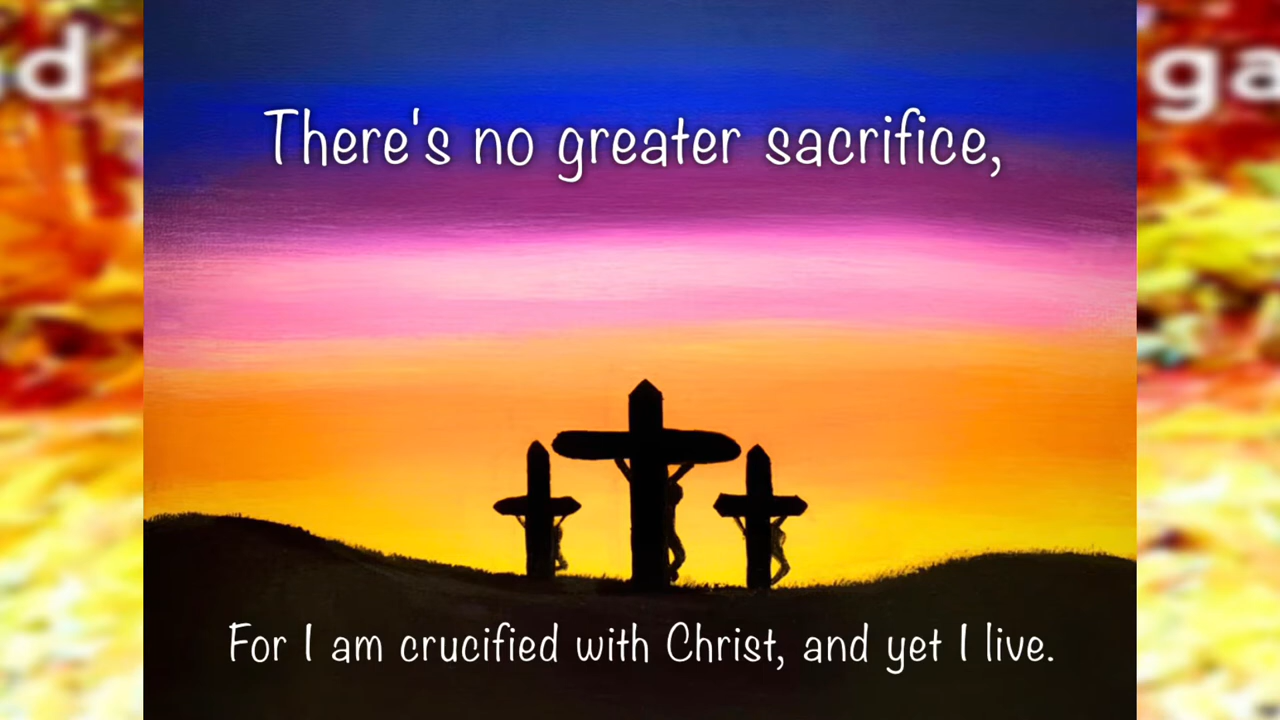 There's no greater sacrifice,
For I am crucified with Christ, and yet I live.